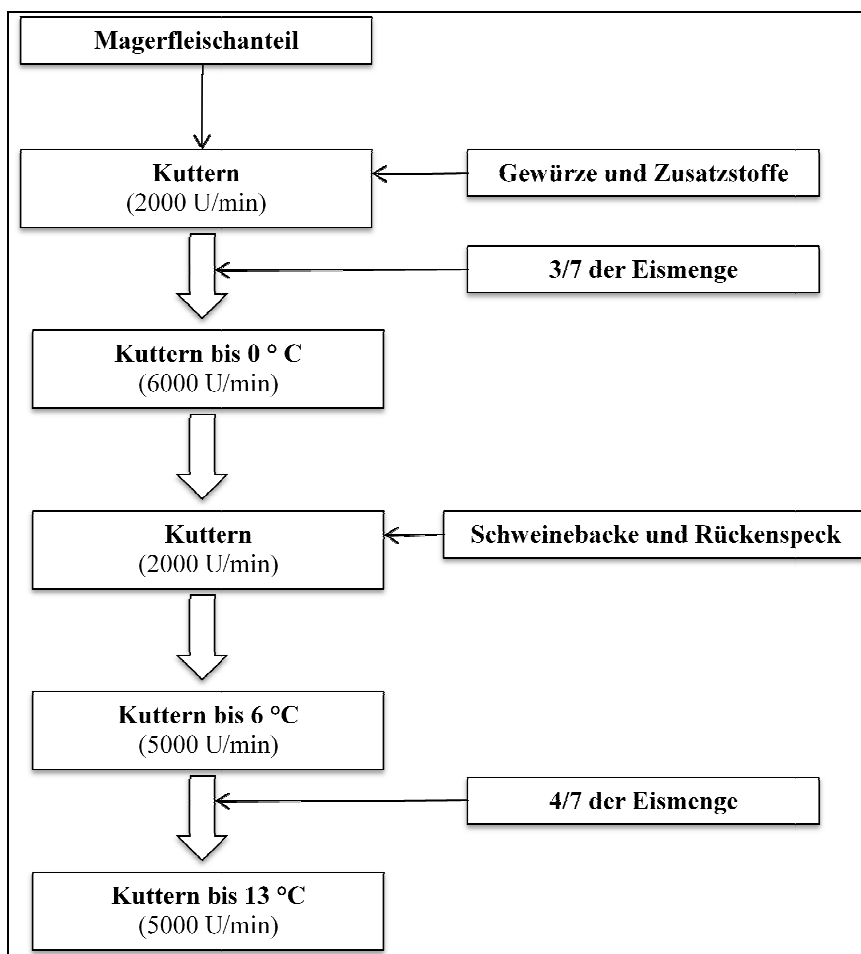 Magerfleischanteil
Kuttern
(2000 U/min)
Gewürze und Zusatzstoffe
3/7 der Eismenge
Kuttern bis 0 ° C
(6000 U/min)
Kuttern
(2000 U/min)
Schweinebacke und Rückenspeck
Kuttern bis 6 °C
(5000 U/min)
4/7 der Eismenge
Kuttern bis 13 °C
(5000 U/min)